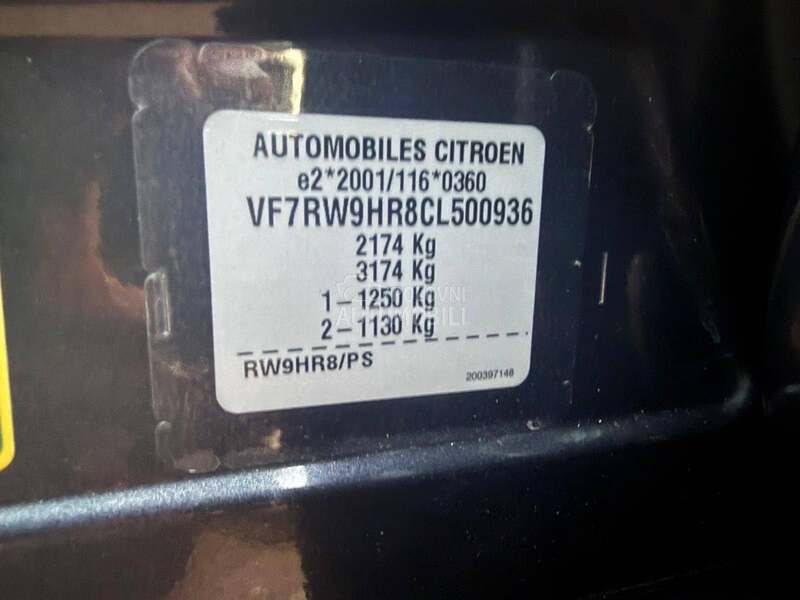 AUTOMOBILES CITROEN
e2*2001/116*0360
VF7RW9HR8CL500936
2174 Kg
3174 Kg
1-1250 Kg
2-1130 Kg
RW9HR8/PS
200397148